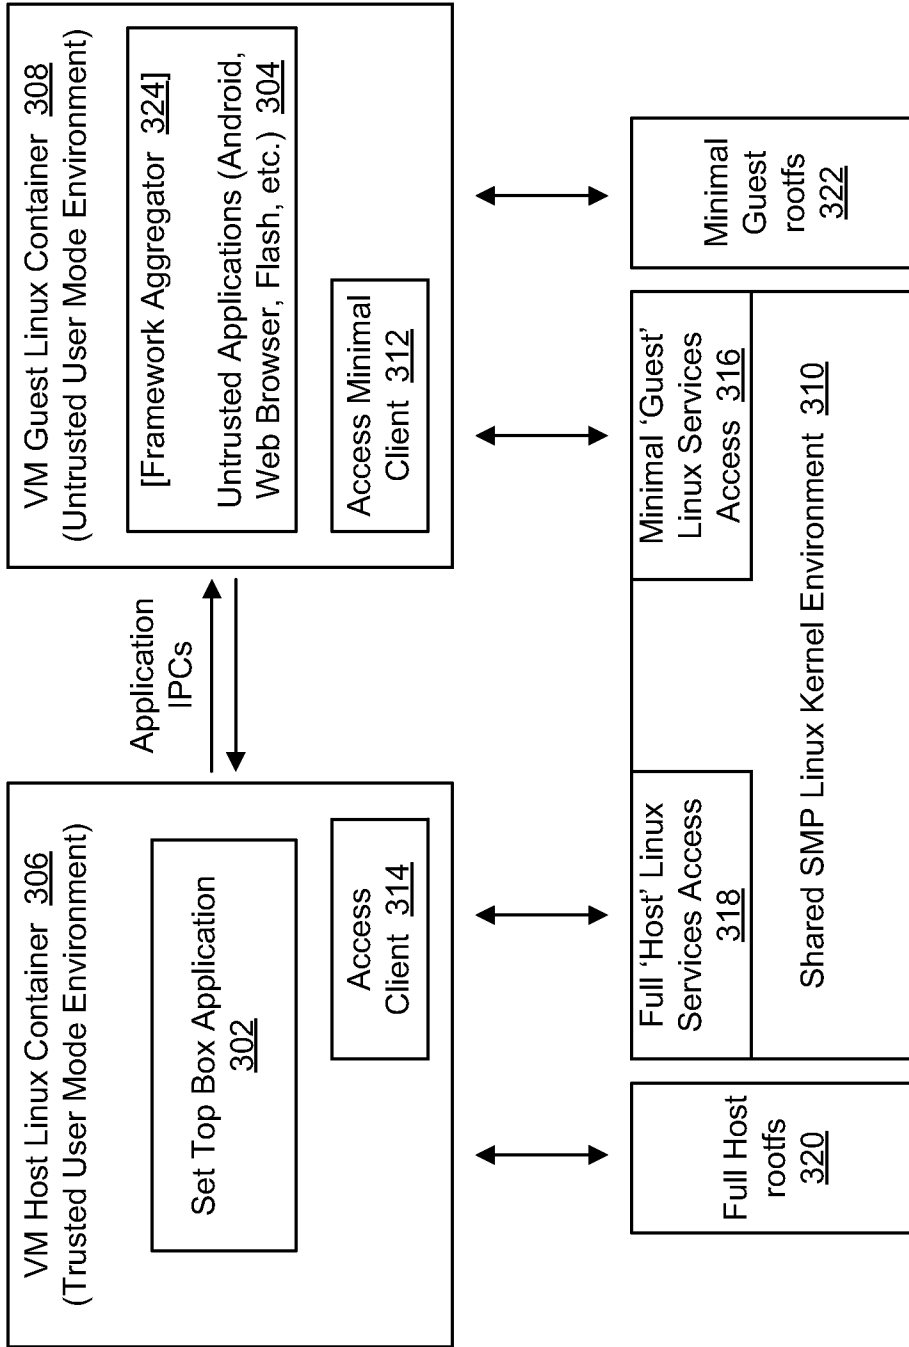 VM Host Linux Container 306
(Trusted User Mode Environment)
Set Top Box Application
302
Access
Client 314
Application
IPCs
VM Guest Linux Container 308
(Untrusted User Mode Environment)
[Framework Aggregator 324]
Untrusted Applications (Android,
Web Browser, Flash, etc.) 304
Access Minimal
Client 312
Full Host
rootfs
320
Full ‘Host’ Linux
Services Access
318
Minimal ‘Guest’
Linux Services
Access 316
Shared SMP Linux Kernel Environment 310
Minimal
Guest
rootfs
322